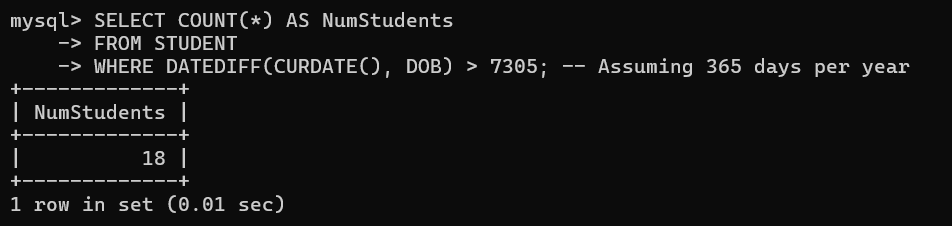 mysql> SELECT COUNT(*) AS NumStudents
    -> FROM STUDENT
    -> WHERE DATEDIFF(CURDATE(), DOB) > 7305; -- Assuming 365 days per year
+-------------+
| NumStudents |
+-------------+
|          18 |
+-------------+
1 row in set (0.01 sec)